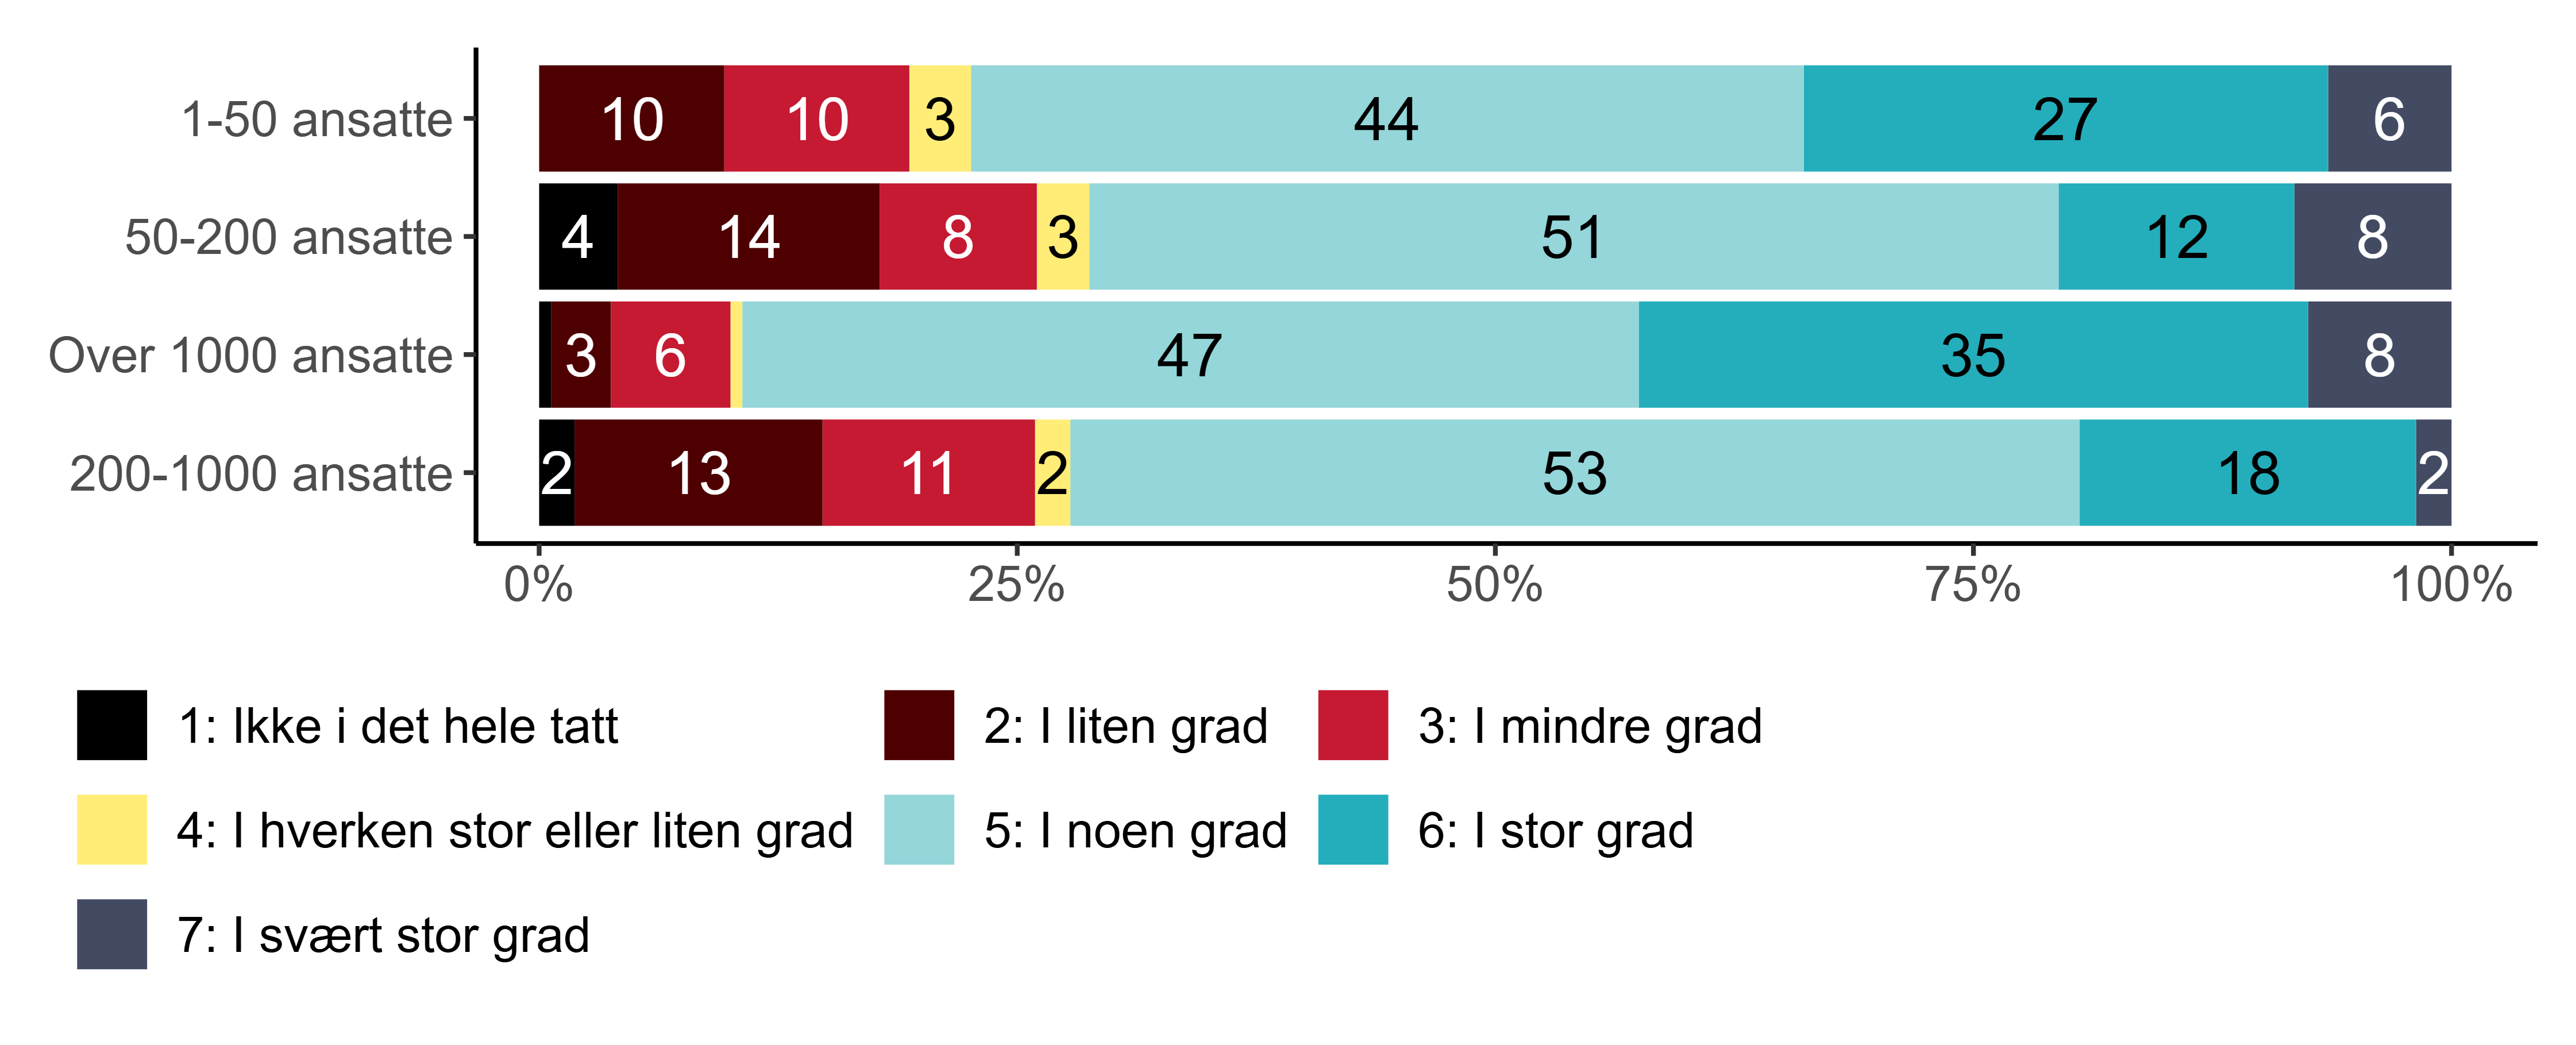 1-50 ansatte 10 10 3 44 27 6
50-200 ansatte 4 14 8 3 51 12 8
Over 1000 ansatte 3 6 47 35 8
200-1000 ansatte 2 13 11 2 53 18 2
0% 25% 50% 75% 100%
1: Ikke i det hele tatt 2: I liten grad 3: I mindre grad
4: I hverken stor eller liten grad 5: I noen grad 6: I stor grad
7: I svært stor grad